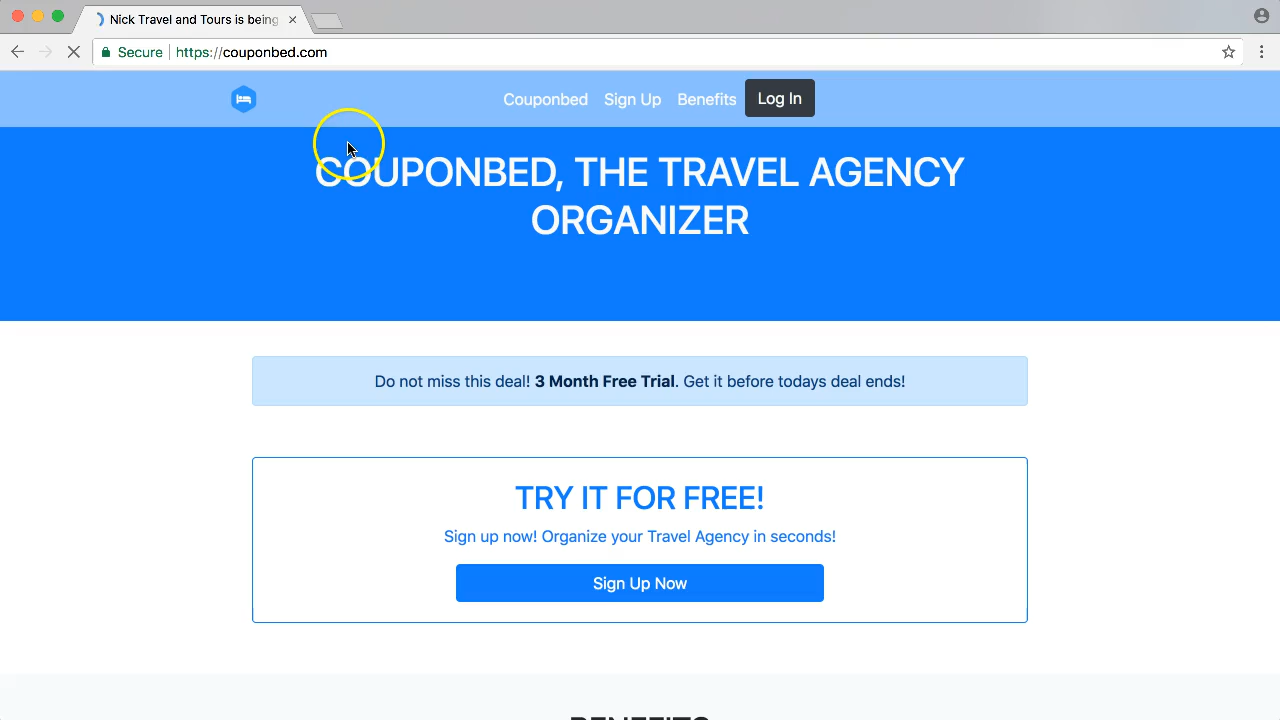 Nick Travel and Tours is being
Secure
https://couponbed.com
Couponbed
Sign Up
Benefits
Log In
COUPONBED, THE TRAVEL AGENCY
ORGANIZER
Do not miss this deal! 3 Month Free Trial. Get it before todays deal ends!
TRY IT FOR FREE!
Sign up now! Organize your Travel Agency in seconds!
Sign Up Now
BENEFITS